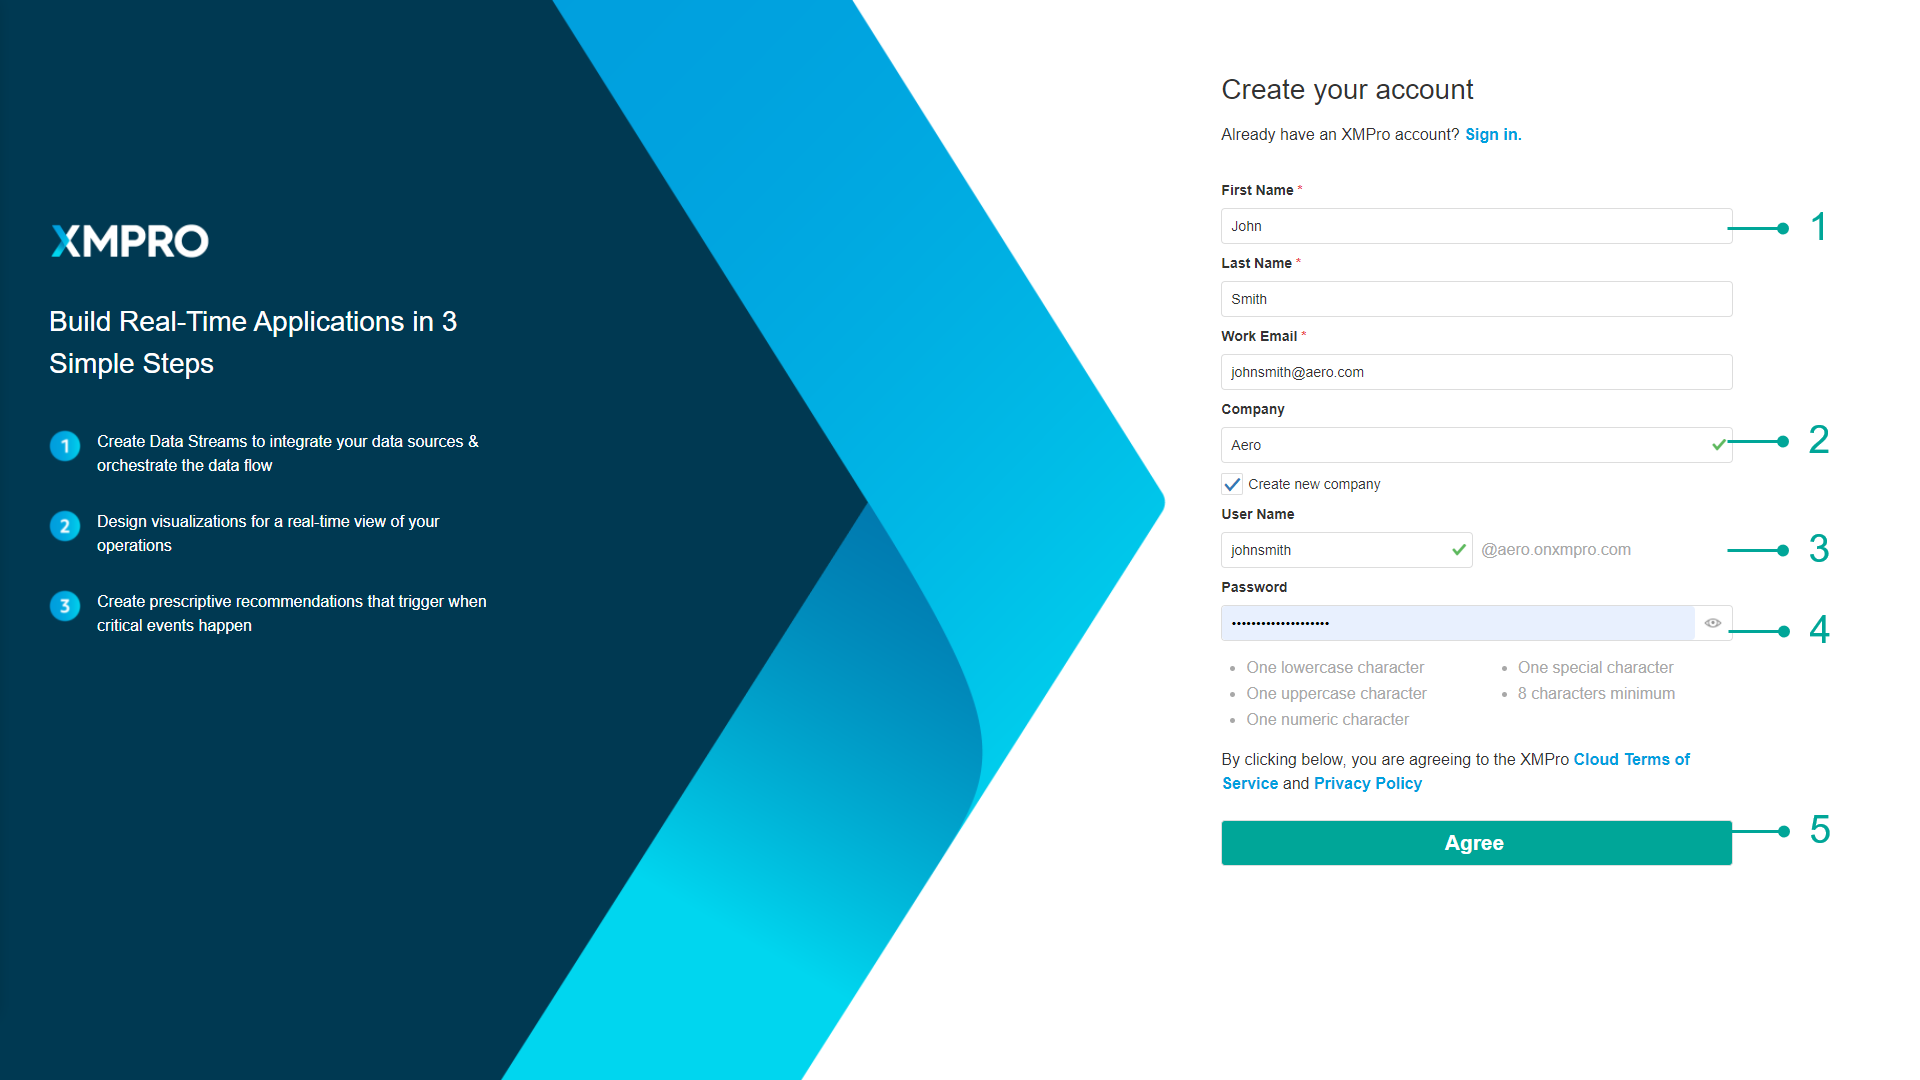 XMPRO
Build Real-Time Applications in 3
Simple Steps
1
Create Data Streams to integrate your data sources &
orchestrate the data flow
2
Design visualizations for a real-time view of your
operations
3
Create prescriptive recommendations that trigger when
critical events happen
Create your account
Already have an XMPro account? Sign in.
First Name *
John
1
Last Name *
Smith
Work Email *
johnsmith@aero.com
Company
Aero
2
Create new company
User Name
johnsmith
@aero.onxmpro.com
3
Password
••••••••••••••••••••
4
• One lowercase character
• One uppercase character
• One numeric character
• One special character
• 8 characters minimum
By clicking below, you are agreeing to the XMPro Cloud Terms of
Service and Privacy Policy
Agree
5